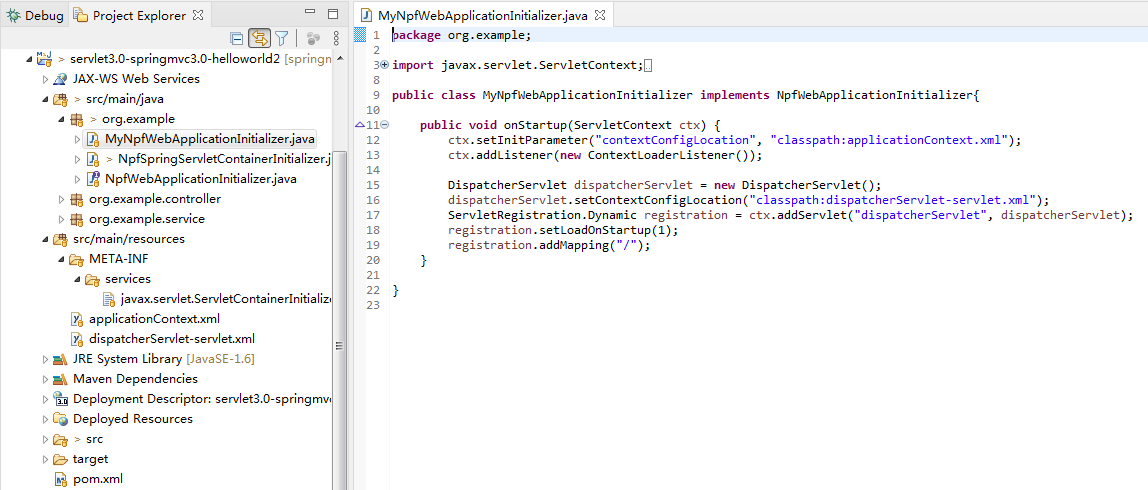 Debug Project Explorer
> servlet3.0-springmvc3.0-helloworld2 [springm
JAX-WS Web Services
> src/main/java
> org.example
MyNpfWebApplicationInitializer.java
> NpfSpringServletContainerInitializer.j
NpfWebApplicationInitializer.java
org.example.controller
org.example.service
src/main/resources
META-INF
services
javax.servlet.ServletContainerInitialize
applicationContext.xml
dispatcherServlet-servlet.xml
JRE System Library [JavaSE-1.6]
Maven Dependencies
Deployment Descriptor: servlet3.0-springmv
Deployed Resources
> src
target
pom.xml
MyNpfWebApplicationInitializer.java
1 package org.example;
2
3 import javax.servlet.ServletContext;
8
9 public class MyNpfWebApplicationInitializer implements NpfWebApplicationInitializer{
10
11 public void onStartup(ServletContext ctx) {
12 ctx.setInitParameter("contextConfigLocation", "classpath:applicationContext.xml");
13 ctx.addListener(new ContextLoaderListener());
14
15 DispatcherServlet dispatcherServlet = new DispatcherServlet();
16 dispatcherServlet.setContextConfigLocation("classpath:dispatcherServlet-servlet.xml");
17 ServletRegistration.Dynamic registration = ctx.addServlet("dispatcherServlet", dispatcherServlet);
18 registration.setLoadOnStartup(1);
19 registration.addMapping("/");
20 }
21
22 }
23